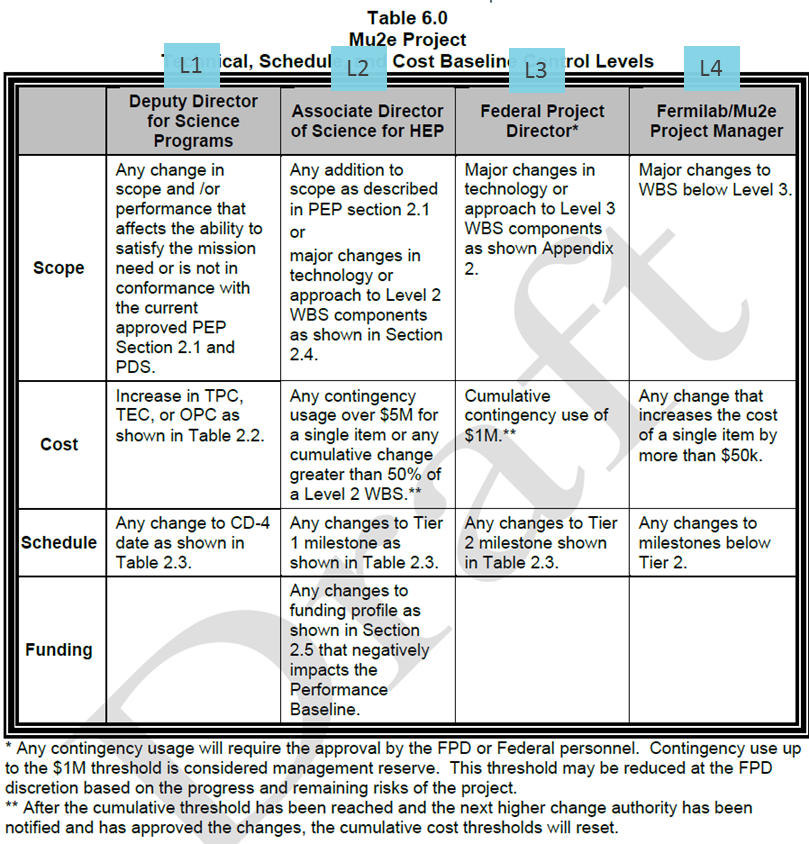 Table 6.0
Mu2e Project
Technical, Schedule, and Cost Baseline Control Levels
L1
L2
L3
L4
Deputy Director
for Science
Programs
Associate Director
of Science for HEP
Federal Project
Director*
Fermilab/Mu2e
Project Manager
Scope
Any change in
scope and /or
performance that
affects the ability to
satisfy the mission
need or is not in
conformance with
the current
approved PEP
Section 2.1 and
PDS.
Any addition to
scope as described
in PEP section 2.1
or
major changes in
technology or
approach to Level 2
WBS components
as shown in Section
2.4.
Major changes in
technology or
approach to Level 3
WBS components
as shown Appendix
2.
Major changes to
WBS below Level 3.
Cost
Increase in TPC,
TEC, or OPC as
shown in Table 2.2.
Any contingency
usage over $5M for
a single item or any
cumulative change
greater than 50% of
a Level 2 WBS.**
Cumulative
contingency use of
$1M.**
Any change that
increases the cost
of a single item by
more than $50k.
Schedule
Any change to CD-4
date as shown in
Table 2.3.
Any changes to Tier
1 milestone as
shown in Table 2.3.
Any changes to Tier
2 milestone shown
in Table 2.3.
Any changes to
milestones below
Tier 2.
Funding
Any changes to
funding profile as
shown in Section
2.5 that negatively
impacts the
Performance
Baseline.
* Any contingency usage will require the approval by the FPD or Federal personnel. Contingency use up
to the $1M threshold is considered management reserve. This threshold may be reduced at the FPD
discretion based on the progress and remaining risks of the project.
** After the cumulative threshold has been reached and the next higher change authority has been
notified and has approved the changes, the cumulative cost thresholds will reset.
Draft